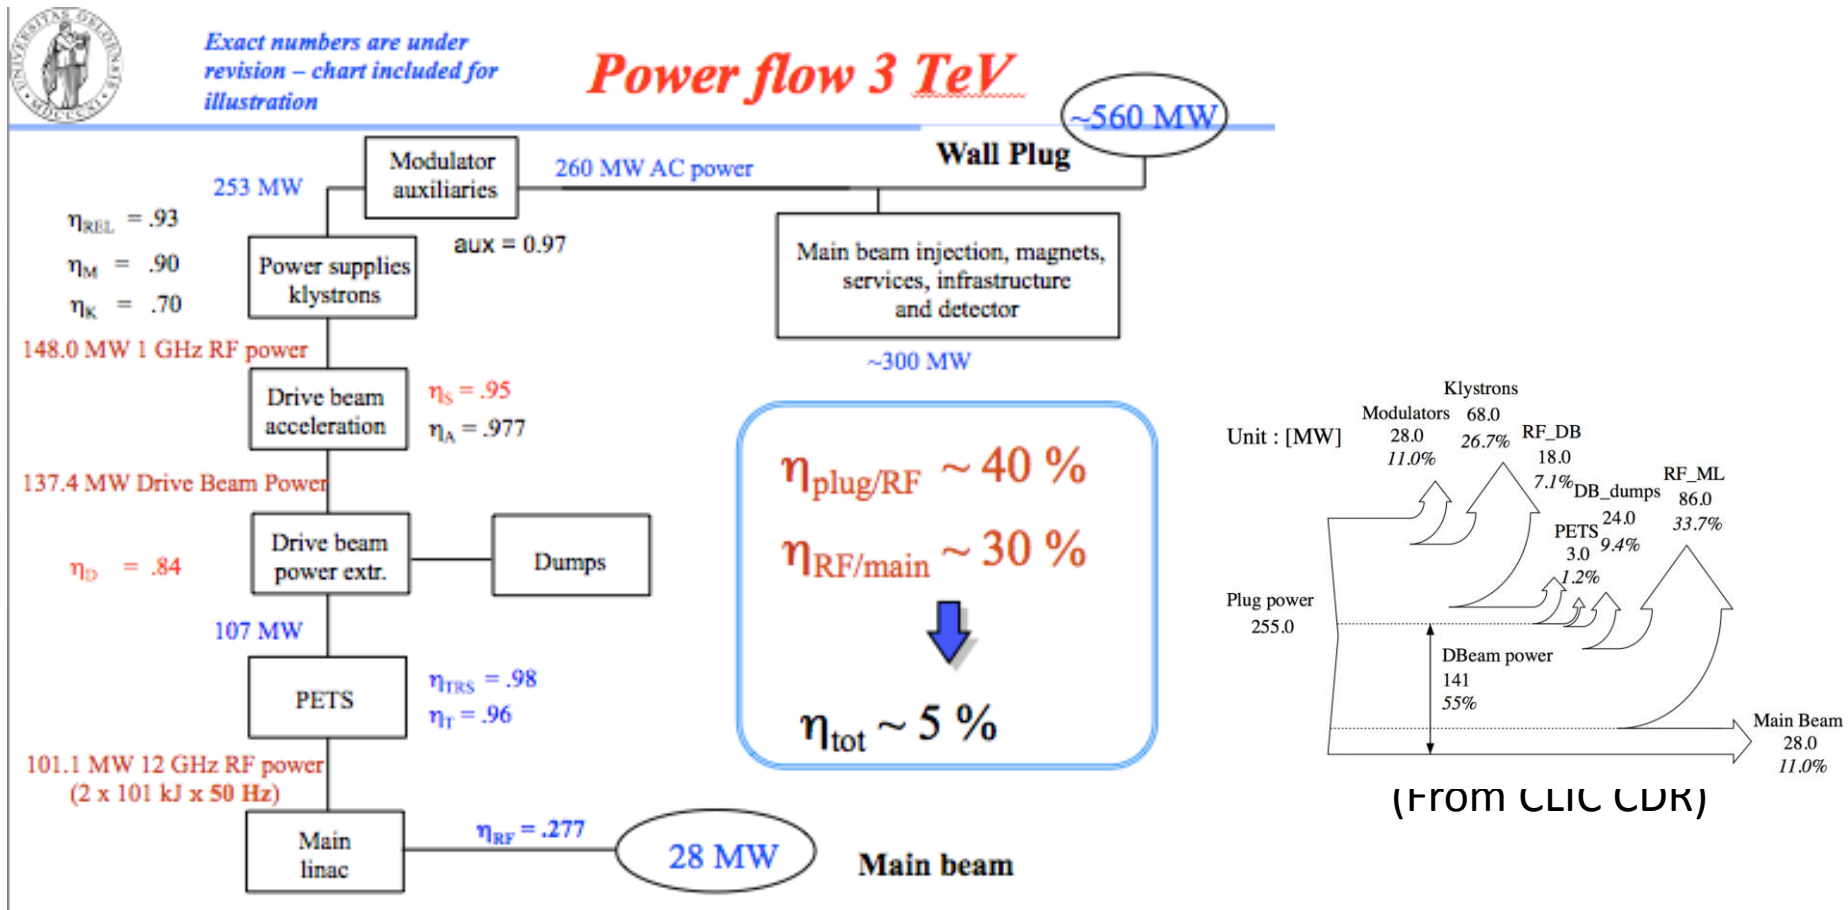 UNIVERSITAS OSLOENSIS
MDCCCXI
Exact numbers are under
revision – chart included for
illustration
Power flow 3 TeV
~560 MW
Wall Plug
Modulator
auxiliaries
260 MW AC power
253 MW
aux = 0.97
ηREL = .93
ηM = .90
ηK = .70
Power supplies
klystrons
Main beam injection, magnets,
services, infrastructure
and detector
~300 MW
148.0 MW 1 GHz RF power
Drive beam
acceleration
ηS = .95
ηA = .977
137.4 MW Drive Beam Power
Drive beam
power extr.
Dumps
ηD = .84
107 MW
PETS
ηTRS = .98
ηT = .96
101.1 MW 12 GHz RF power
(2 x 101 kJ x 50 Hz)
Main
linac
ηRF = .277
28 MW
Main beam
ηplug/RF ~ 40 %
ηRF/main ~ 30 %
ηtot ~ 5 %
Unit : [MW]
Modulators
28.0
11.0%
Klystrons
68.0
26.7%
RF_DB
18.0
7.1%
PETS
3.0
1.2%
DB_dumps
24.0
9.4%
RF_ML
86.0
33.7%
Plug power
255.0
DBeam power
141
55%
Main Beam
28.0
11.0%
(From CLIC CDR)